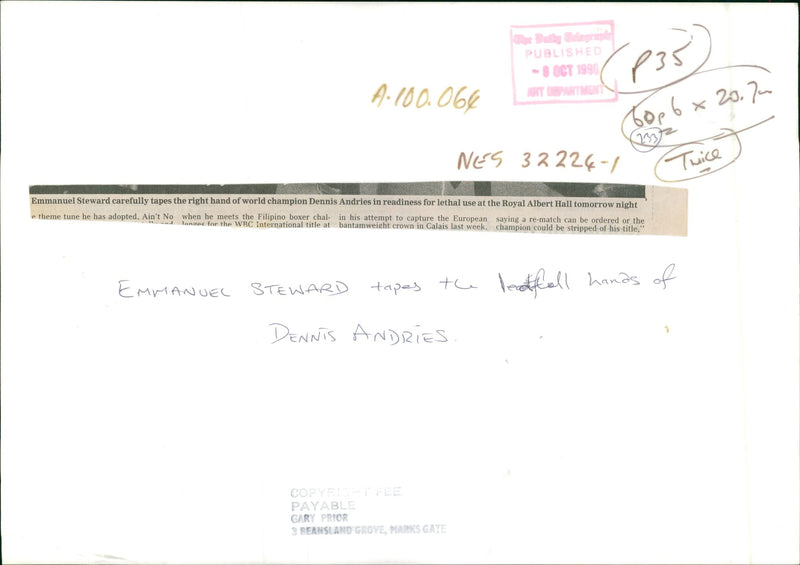 The Daily Telegraph
PUBLISHED
- 8 OCT 1990
ART DEPARTMENT
P35
A.100.064
60p6 x 20.7m
233
Twice
NES 32224-1
Emmanuel Steward carefully tapes the right hand of world champion Dennis Andries in readiness for lethal use at the Royal Albert Hall tomorrow night
theme tune he has adopted, Ain't No when he meets the Filipino boxer chal- in his attempt to capture the European saying a re-match can be ordered or the
lenges for the WBC International title at bantamweight crown in Calais last week, champion could be stripped of his title,"
EMMANUEL STEWARD tapes the hands of
DENNIS ANDRIES.
COPYRIGHT FEE
PAYABLE
GARY PRIOR
3 BEANSLAND GROVE, MARKS GATE